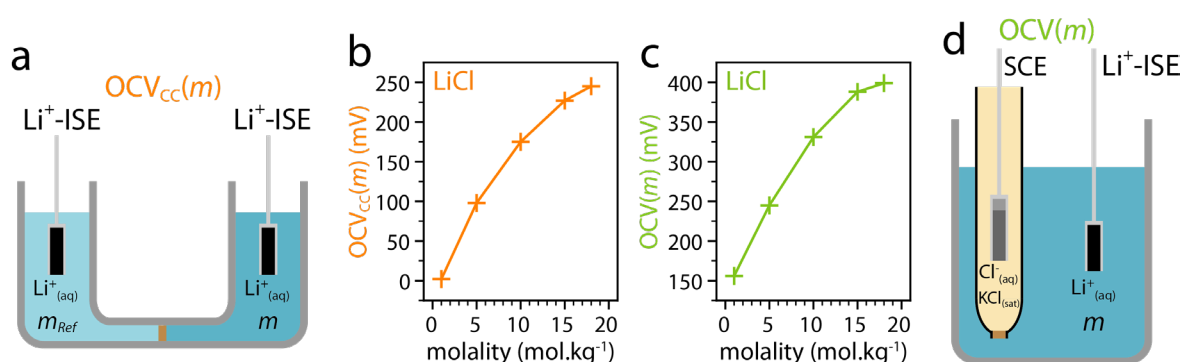 a
OCV_CC(m)
Li⁺-ISE
Li⁺-ISE
Li⁺(aq)
m_Ref
Li⁺(aq)
m
b
LiCl
OCV_CC(m) (mV)
250
200
150
100
50
0
0 5 10 15 20
molality (mol.kg⁻¹)
c
LiCl
OCV(m) (mV)
400
350
300
250
200
150
0 5 10 15 20
molality (mol.kg⁻¹)
d
OCV(m)
SCE
Li⁺-ISE
Cl⁻(aq)
KCl(sat)
Li⁺(aq)
m